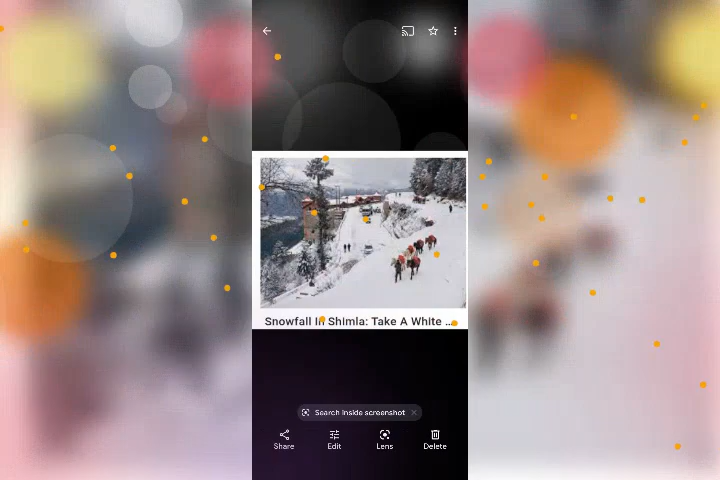 Snowfall In Shimla: Take A White ...
Search inside screenshot
Share Edit Lens Delete